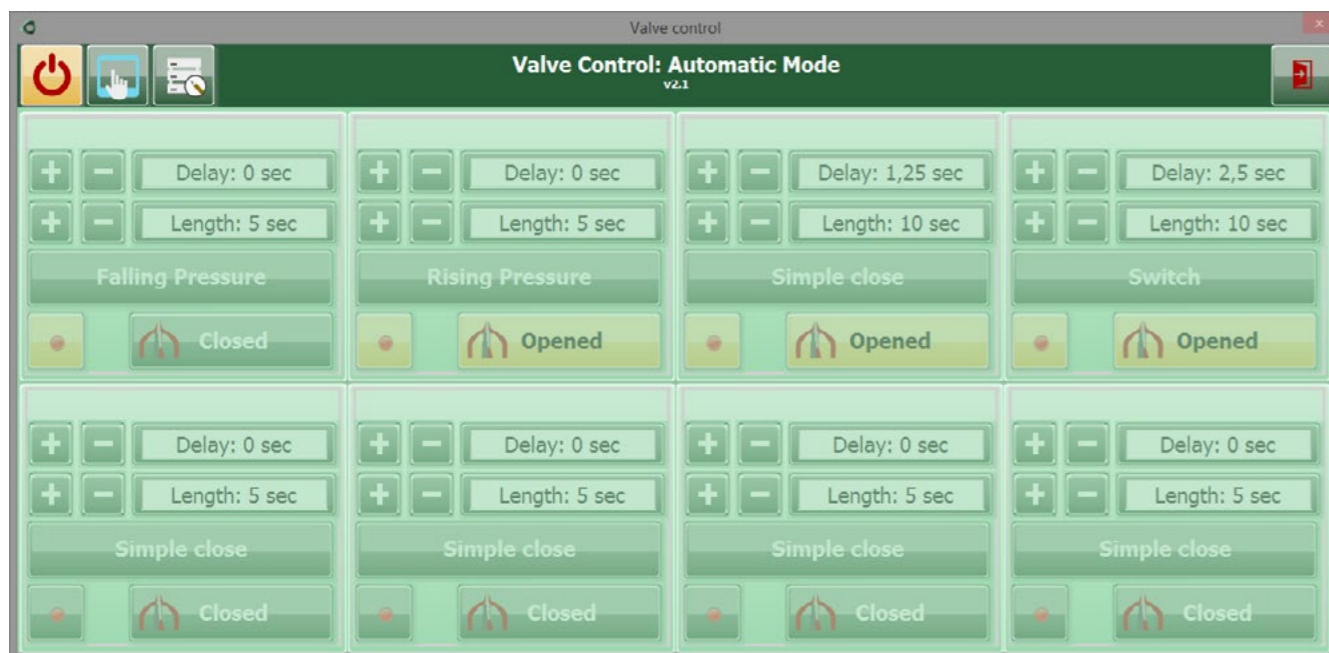 Valve control
Valve Control: Automatic Mode
v2.1
Delay: 0 sec
Length: 5 sec
Falling Pressure
Closed
Delay: 0 sec
Length: 5 sec
Rising Pressure
Opened
Delay: 1,25 sec
Length: 10 sec
Simple close
Opened
Delay: 2,5 sec
Length: 10 sec
Switch
Opened
Delay: 0 sec
Length: 5 sec
Simple close
Closed
Delay: 0 sec
Length: 5 sec
Simple close
Closed
Delay: 0 sec
Length: 5 sec
Simple close
Closed
Delay: 0 sec
Length: 5 sec
Simple close
Closed